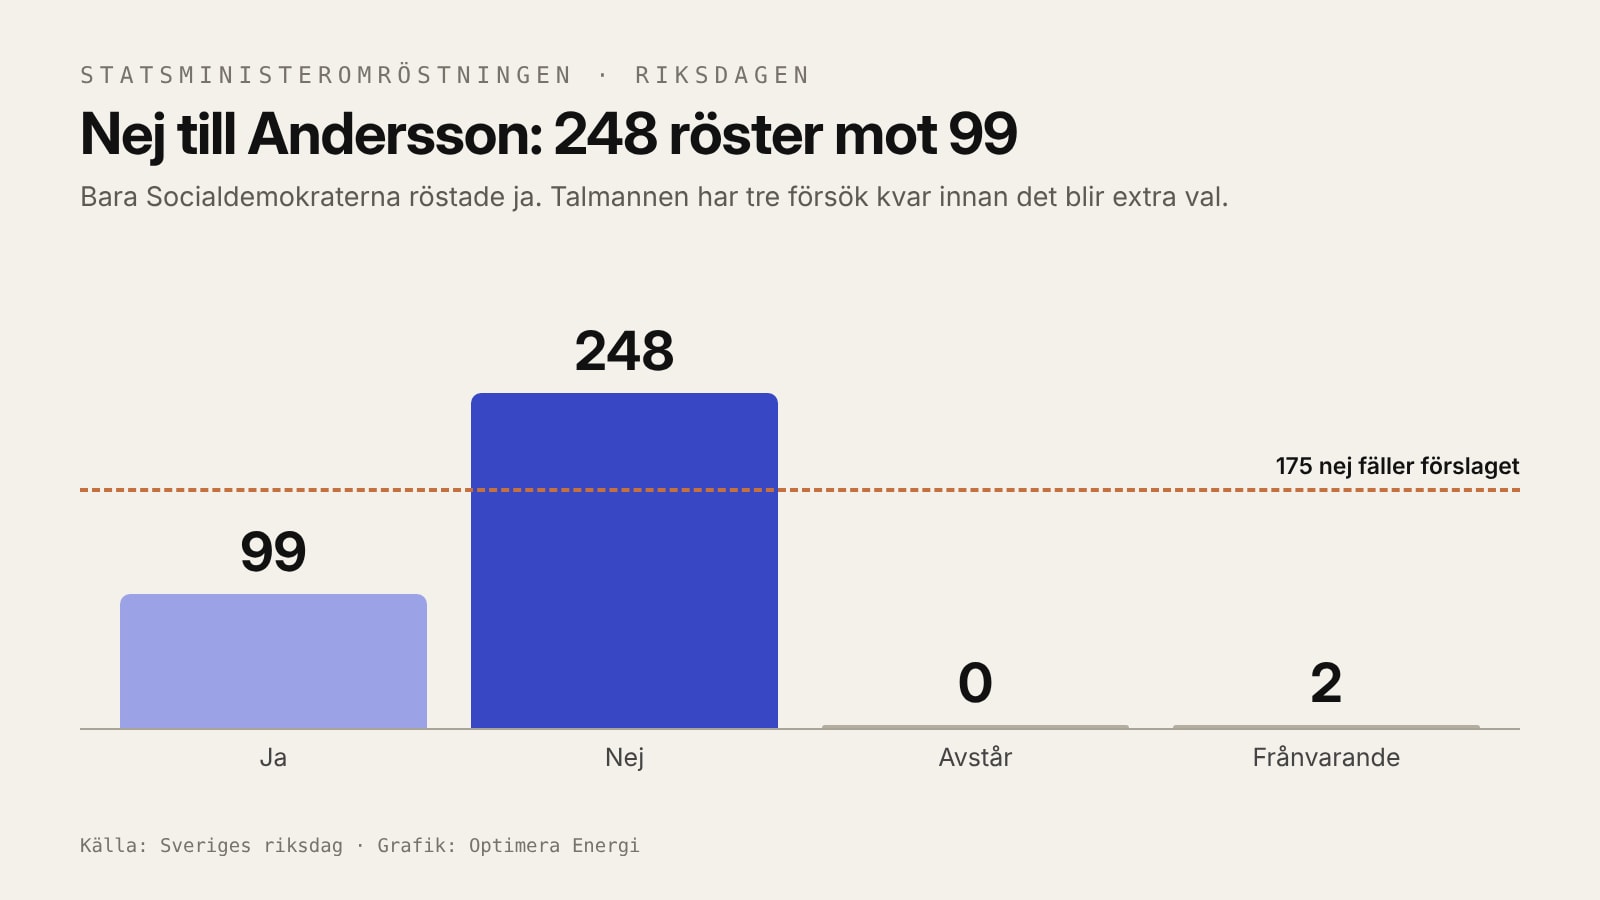 STATSMINISTEROMRÖSTNINGEN · RIKSDAGEN
Nej till Andersson: 248 röster mot 99
Bara Socialdemokraterna röstade ja. Talmannen har tre försök kvar innan det blir extra val.
248
175 nej fäller förslaget
99
0
2
Ja
Nej
Avstår
Frånvarande
Källa: Sveriges riksdag · Grafik: Optimera Energi